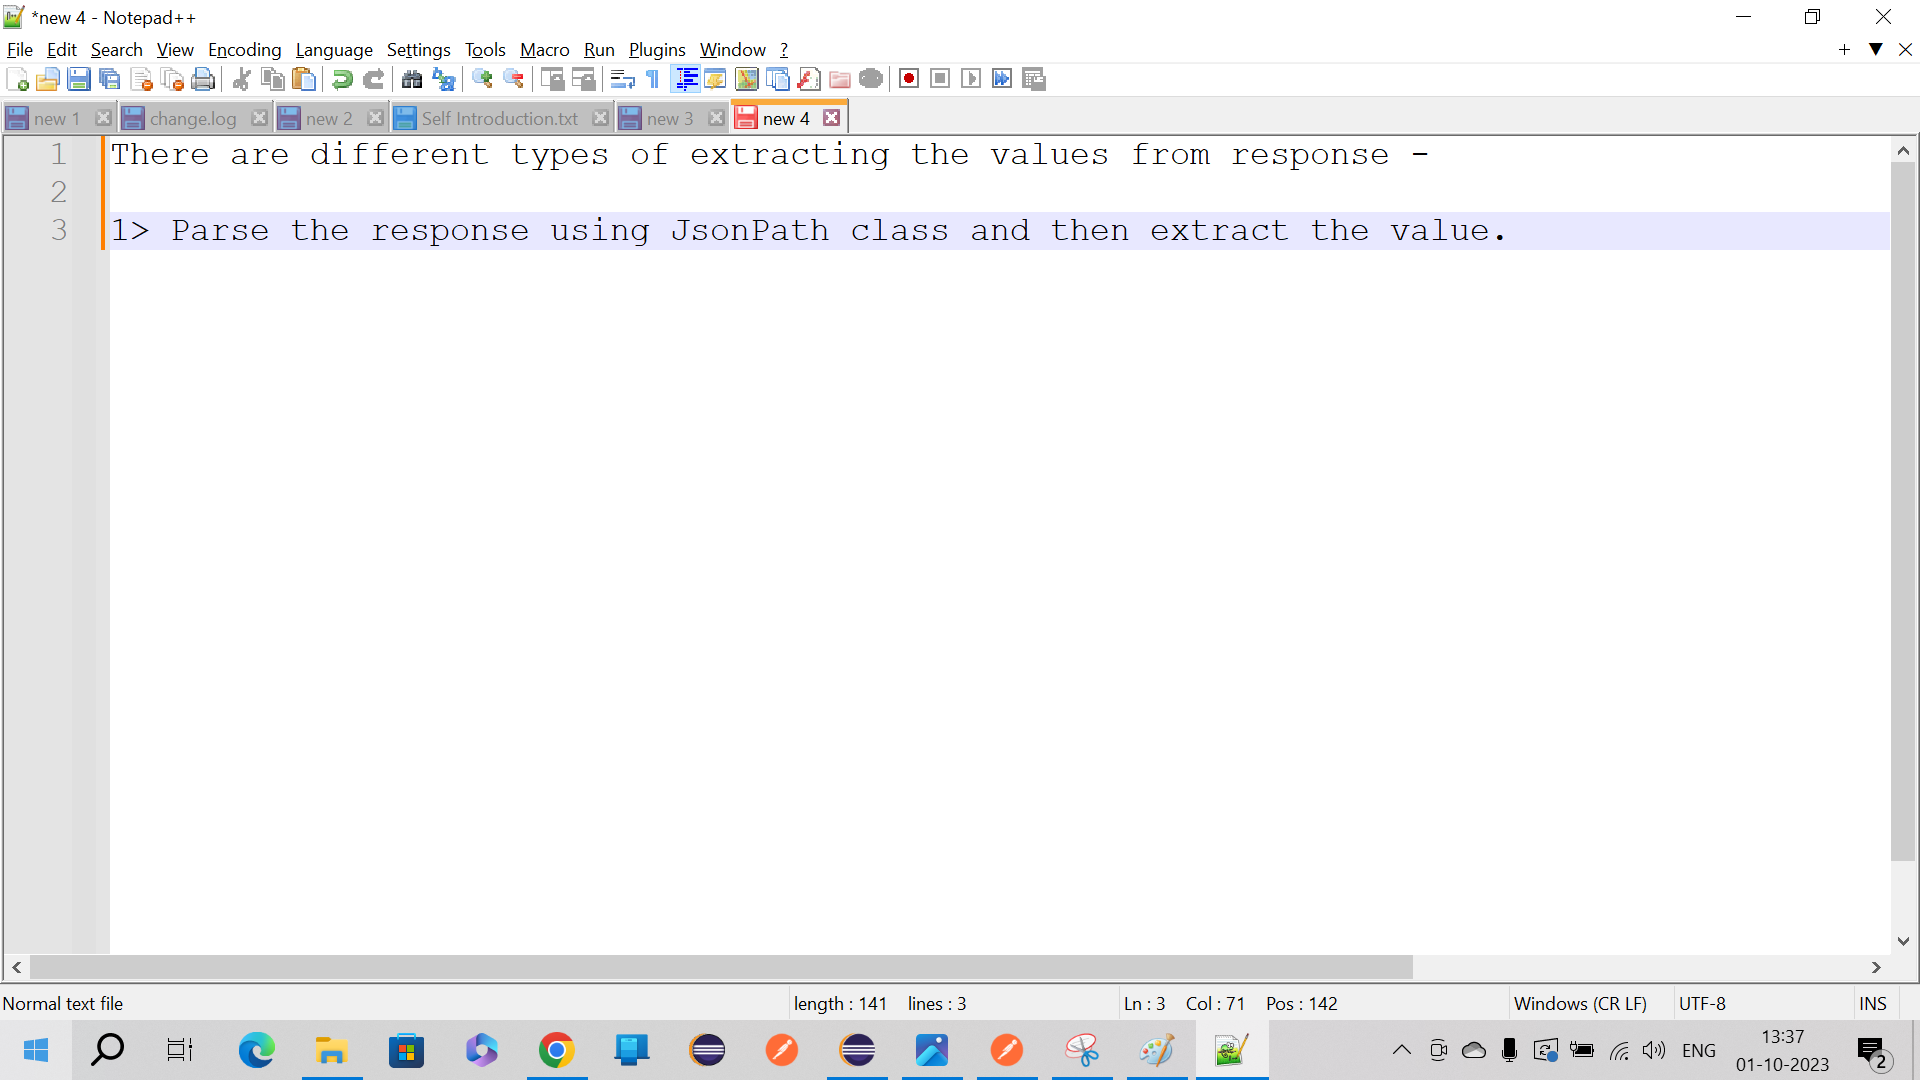 *new 4 - Notepad++
File Edit Search View Encoding Language Settings Tools Macro Run Plugins Window ?
new 1 change.log new 2 Self Introduction.txt new 3 new 4
1 There are different types of extracting the values from response -
2
3 1> Parse the response using JsonPath class and then extract the value.
Normal text file length : 141 lines : 3 Ln : 3 Col : 71 Pos : 142 Windows (CR LF) UTF-8 INS
ENG 13:37
01-10-2023 2